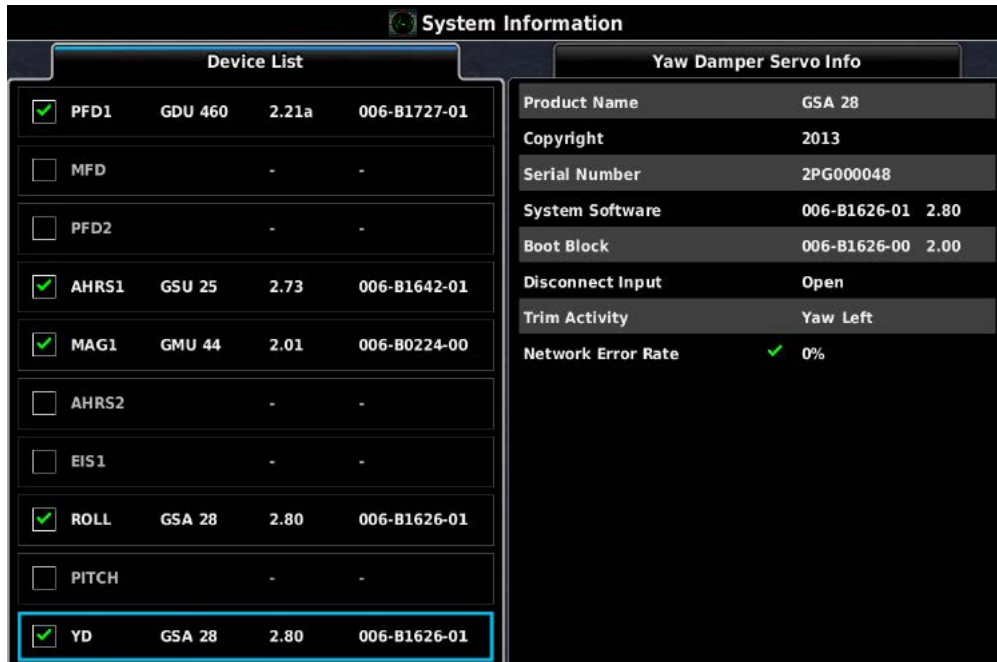 System Information
Device List
PFD1 GDU 460 2.21a 006-B1727-01
MFD - -
PFD2 - -
AHRS1 GSU 25 2.73 006-B1642-01
MAG1 GMU 44 2.01 006-B0224-00
AHRS2 - -
EIS1 - -
ROLL GSA 28 2.80 006-B1626-01
PITCH - -
YD GSA 28 2.80 006-B1626-01
Yaw Damper Servo Info
Product Name GSA 28
Copyright 2013
Serial Number 2PG000048
System Software 006-B1626-01 2.80
Boot Block 006-B1626-00 2.00
Disconnect Input Open
Trim Activity Yaw Left
Network Error Rate 0%